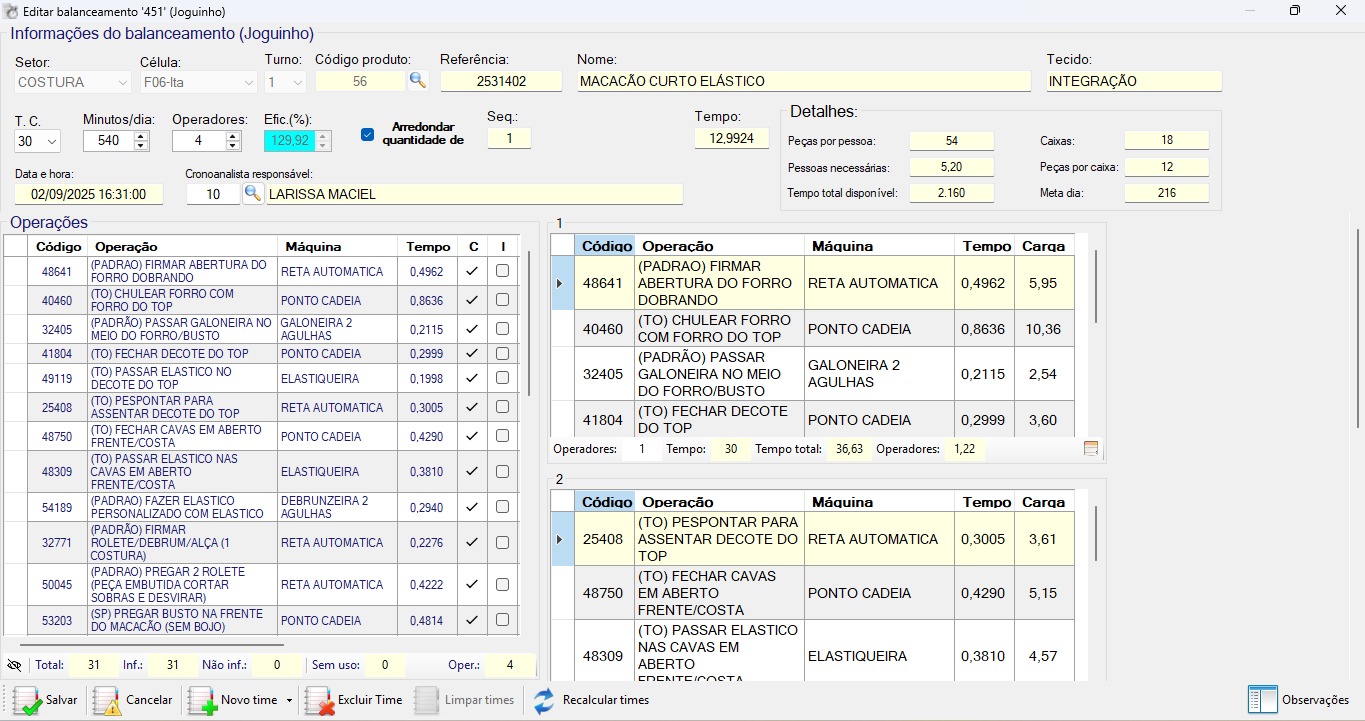 Editar balanceamento '451' (Joguinho)
Informações do balanceamento (Joguinho)
Setor: Célula: Turno: Código produto: Referência: Nome: Tecido:
COSTURA F06-Ita 1 56 2531402 MACACÃO CURTO ELÁSTICO INTEGRAÇÃO
T. C. Minutos/dia: Operadores: Efic.(%): Arredondar quantidade de Seq.: Tempo: Detalhes:
30 540 4 129,92 1 12,9924
Peças por pessoa: 54 Caixas: 18
Pessoas necessárias: 5,20 Peças por caixa: 12
Tempo total disponível: 2.160 Meta dia: 216
Data e hora: Cronoanalista responsável:
02/09/2025 16:31:00 10 LARISSA MACIEL
Operações
Código Operação Máquina Tempo C I
48641 (PADRAO) FIRMAR ABERTURA DO FORRO DOBRANDO RETA AUTOMATICA 0,4962
40460 (TO) CHULEAR FORRO COM FORRO DO TOP PONTO CADEIA 0,8636
32405 (PADRÃO) PASSAR GALONEIRA NO MEIO DO FORRO/BUSTO GALONEIRA 2 AGULHAS 0,2115
41804 (TO) FECHAR DECOTE DO TOP PONTO CADEIA 0,2999
49119 (TO) PASSAR ELASTICO NO DECOTE DO TOP ELASTIQUEIRA 0,1998
25408 (TO) PESPONTAR PARA ASSENTAR DECOTE DO TOP RETA AUTOMATICA 0,3005
48750 (TO) FECHAR CAVAS EM ABERTO FRENTE/COSTA PONTO CADEIA 0,4290
48309 (TO) PASSAR ELASTICO NAS CAVAS EM ABERTO FRENTE/COSTA ELASTIQUEIRA 0,3810
54189 (PADRAO) FAZER ELASTICO PERSONALIZADO COM ELASTICO DEBRUNZEIRA 2 AGULHAS 0,2940
32771 (PADRÃO) FIRMAR ROLETE/DEBRUM/ALÇA (1 COSTURA) RETA AUTOMATICA 0,2276
50045 (PADRAO) PREGAR 2 ROLETE (PEÇA EMBUTIDA CORTAR SOBRAS E DESVIRAR) RETA AUTOMATICA 0,4222
53203 (SP) PREGAR BUSTO NA FRENTE DO MACACÃO (SEM BOJO) PONTO CADEIA 0,4814
Total: 31 Inf.: 31 Não inf.: 0 Sem uso: 0 Oper.: 4
1
Código Operação Máquina Tempo Carga
48641 (PADRAO) FIRMAR ABERTURA DO FORRO DOBRANDO RETA AUTOMATICA 0,4962 5,95
40460 (TO) CHULEAR FORRO COM FORRO DO TOP PONTO CADEIA 0,8636 10,36
32405 (PADRÃO) PASSAR GALONEIRA NO MEIO DO FORRO/BUSTO GALONEIRA 2 AGULHAS 0,2115 2,54
41804 (TO) FECHAR DECOTE DO TOP PONTO CADEIA 0,2999 3,60
Operadores: 1 Tempo: 30 Tempo total: 36,63 Operadores: 1,22
2
Código Operação Máquina Tempo Carga
25408 (TO) PESPONTAR PARA ASSENTAR DECOTE DO TOP RETA AUTOMATICA 0,3005 3,61
48750 (TO) FECHAR CAVAS EM ABERTO FRENTE/COSTA PONTO CADEIA 0,4290 5,15
48309 (TO) PASSAR ELASTICO NAS CAVAS EM ABERTO FRENTE/COSTA ELASTIQUEIRA 0,3810 4,57
Salvar Cancelar Novo time Excluir Time Limpar times Recalcular times Observações